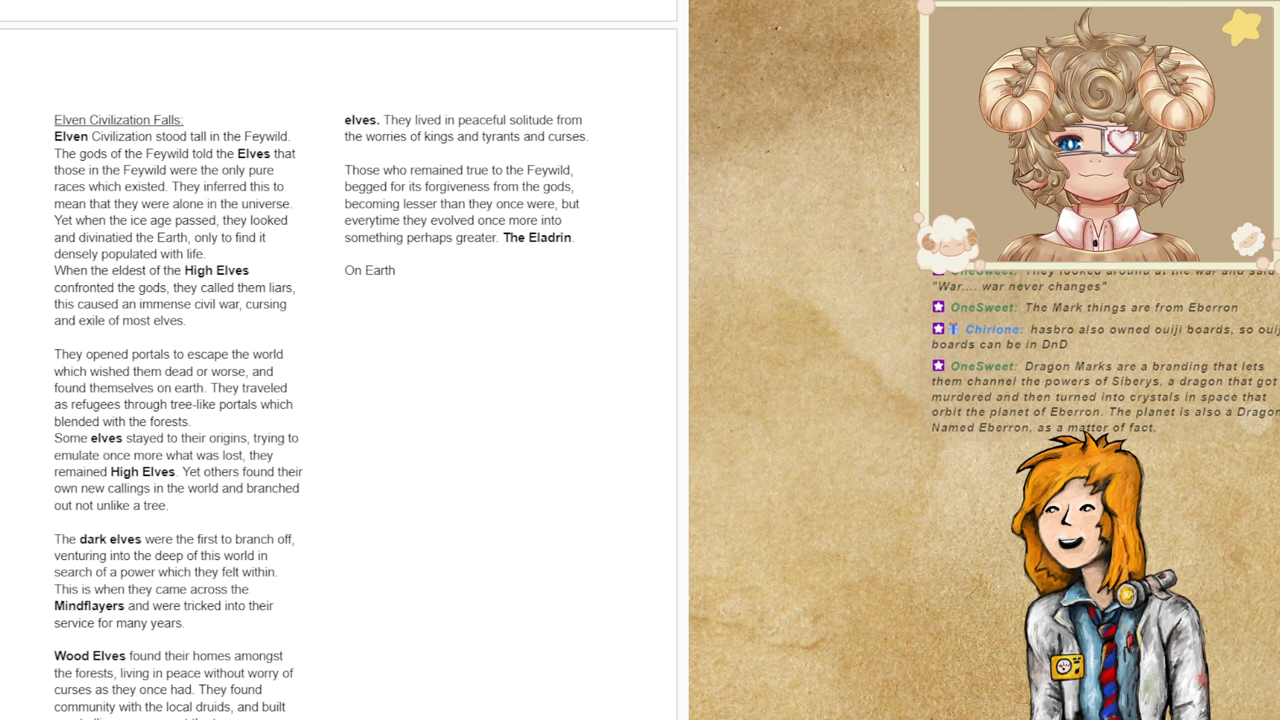 Elven Civilization Falls:
Elven Civilization stood tall in the Feywild.
The gods of the Feywild told the Elves that
those in the Feywild were the only pure
races which existed. They inferred this to
mean that they were alone in the universe.
Yet when the ice age passed, they looked
and divinatied the Earth, only to find it
densely populated with life.
When the eldest of the High Elves
confronted the gods, they called them liars,
this caused an immense civil war, cursing
and exile of most elves.
They opened portals to escape the world
which wished them dead or worse, and
found themselves on earth. They traveled
as refugees through tree-like portals which
blended with the forests.
Some elves stayed to their origins, trying to
emulate once more what was lost, they
remained High Elves. Yet others found their
own new callings in the world and branched
out not unlike a tree.
The dark elves were the first to branch off,
venturing into the deep of this world in
search of a power which they felt within.
This is when they came across the
Mindflayers and were tricked into their
service for many years.
Wood Elves found their homes amongst
the forests, living in peace without worry of
curses as they once had. They found
community with the local druids, and built
elves. They lived in peaceful solitude from
the worries of kings and tyrants and curses.
Those who remained true to the Feywild,
begged for its forgiveness from the gods,
becoming lesser than they once were, but
everytime they evolved once more into
something perhaps greater. The Eladrin.
On Earth
OneSweet: They looked around at the war and said
"War.... war never changes"
OneSweet: The Mark things are from Eberron
Chirione: hasbro also owned ouiji boards, so ouij
boards can be in DnD
OneSweet: Dragon Marks are a branding that lets
them channel the powers of Siberys, a dragon that got
murdered and then turned into crystals in space that
orbit the planet of Eberron. The planet is also a Dragon
Named Eberron, as a matter of fact.